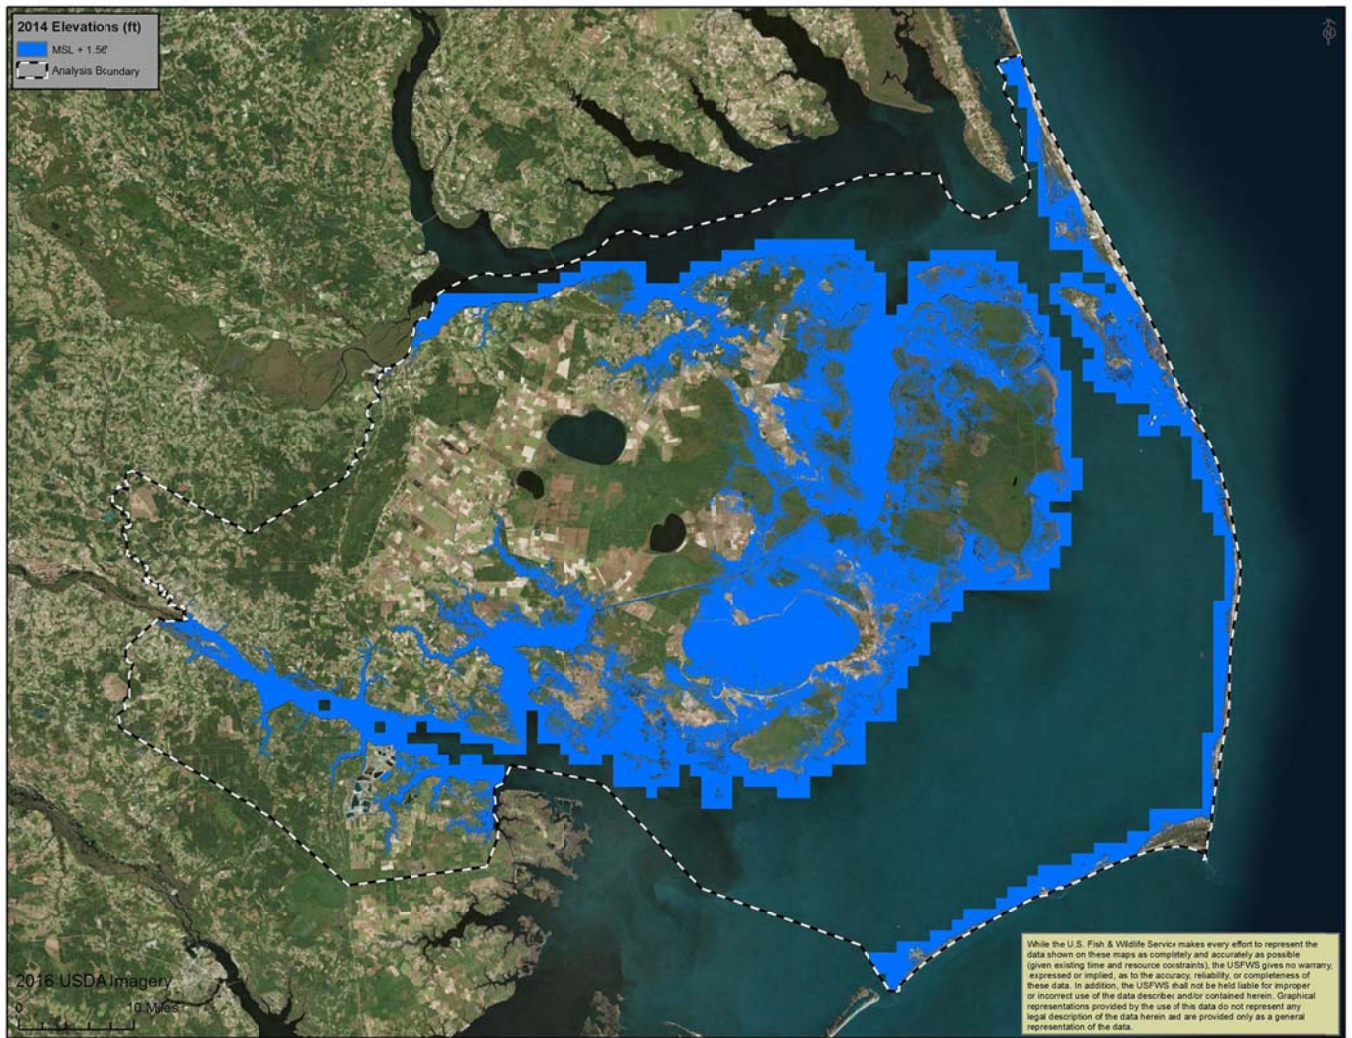 2014 Elevations (ft)
MSL + 1.56'
Analysis Boundary
N
2016 USDA Imagery
0
10 Miles
While the U.S. Fish & Wildlife Service makes every effort to represent the
data shown on these maps as completely and accurately as possible
(given existing time and resource constraints), the USFWS gives no warranty,
expressed or implied, as to the accuracy, reliability, or completeness of
these data. In addition, the USFWS shall not be held liable for improper
or incorrect use of the data described and/or contained herein. Graphical
representations provided by the use of this data do not represent any
legal description of the data herein and are provided only as a general
representation of the data.